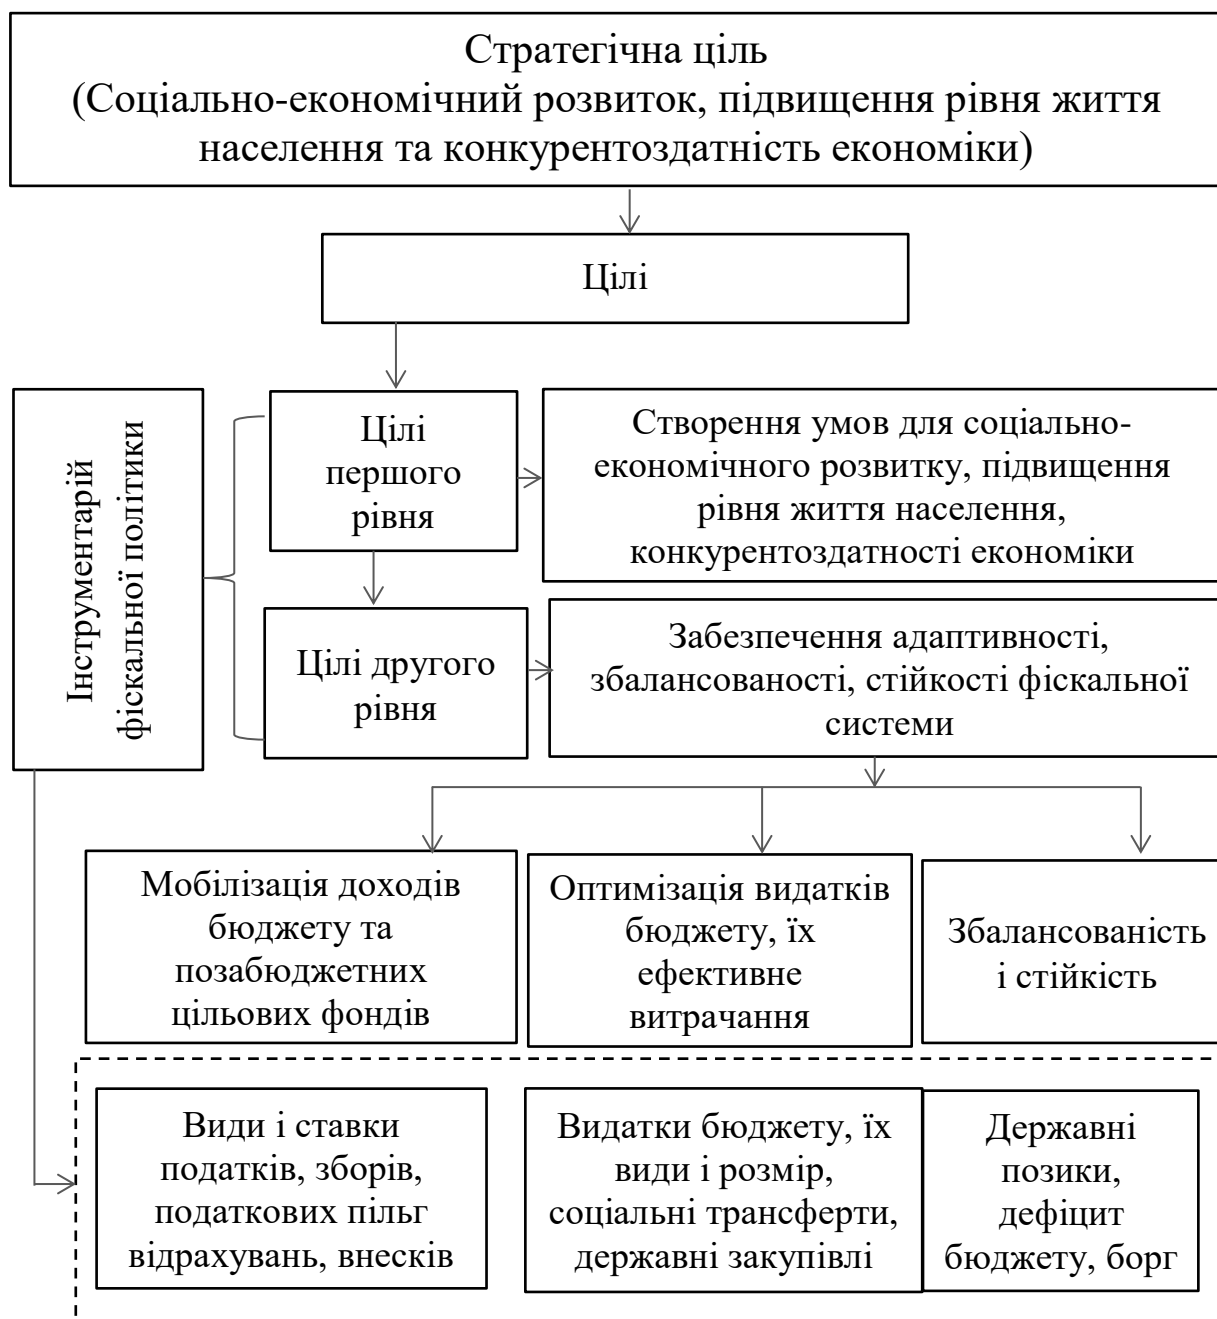 Стратегічна ціль
(Соціально-економічний розвиток, підвищення рівня життя
населення та конкурентоздатність економіки)
Цілі
Інструментарій
фіскальної політики
Цілі
першого
рівня
Створення умов для соціально-
економічного розвитку, підвищення
рівня життя населення,
конкурентоздатності економіки
Цілі другого
рівня
Забезпечення адаптивності,
збалансованості, стійкості фіскальної
системи
Мобілізація доходів
бюджету та
позабюджетних
цільових фондів
Оптимізація видатків
бюджету, їх
ефективне
витрачання
Збалансованість
і стійкість
Види і ставки
податків, зборів,
податкових пільг
відрахувань, внесків
Видатки бюджету, їх
види і розмір,
соціальні трансферти,
державні закупівлі
Державні
позики,
дефіцит
бюджету, борг